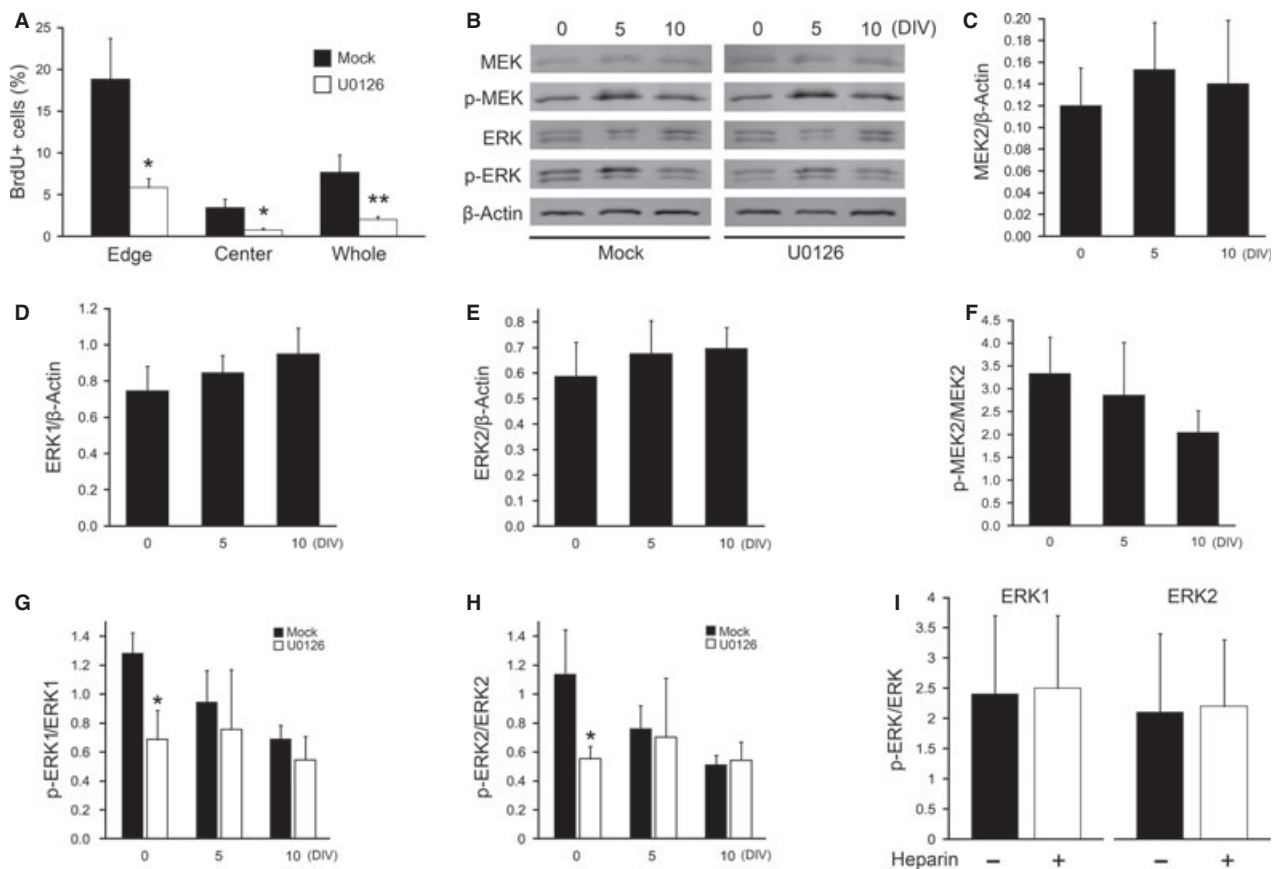 A
BrdU+ cells (%)
25
20
15
10
5
0
Mock
U0126
*
*
**
Edge Center Whole
B
0 5 10 (DIV)
0 5 10
MEK
p-MEK
ERK
p-ERK
β-Actin
Mock U0126
C
MEK2/β-Actin
0.20
0.18
0.16
0.14
0.12
0.10
0.08
0.06
0.04
0.02
0.00
0 5 10 (DIV)
D
ERK1/β-Actin
1.2
1.0
0.8
0.6
0.4
0.2
0.0
0 5 10 (DIV)
E
ERK2/β-Actin
0.8
0.7
0.6
0.5
0.4
0.3
0.2
0.1
0.0
0 5 10 (DIV)
F
p-MEK2/MEK2
4.5
4.0
3.5
3.0
2.5
2.0
1.5
1.0
0.5
0.0
0 5 10 (DIV)
G
p-ERK1/ERK1
1.4
1.2
1.0
0.8
0.6
0.4
0.2
0
Mock
U0126
*
0 5 10 (DIV)
H
p-ERK2/ERK2
1.4
1.2
1.0
0.8
0.6
0.4
0.2
0
Mock
U0126
*
0 5 10 (DIV)
I
p-ERK/ERK
4
3.5
3
2.5
2
1.5
1
0.5
0
ERK1 ERK2
Heparin – + – +